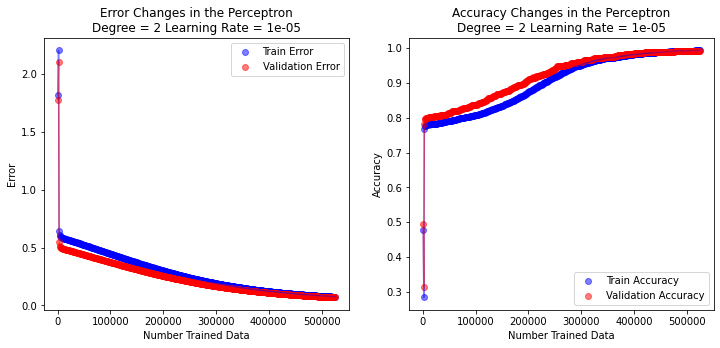 Error Changes in the Perceptron
Degree = 2 Learning Rate = 1e-05
Train Error
Validation Error
2.0
1.5
1.0
0.5
0.0
Error
0
100000
200000
300000
400000
500000
Number Trained Data
Accuracy Changes in the Perceptron
Degree = 2 Learning Rate = 1e-05
1.0
0.9
0.8
0.7
0.6
0.5
0.4
0.3
Accuracy
Train Accuracy
Validation Accuracy
0
100000
200000
300000
400000
500000
Number Trained Data